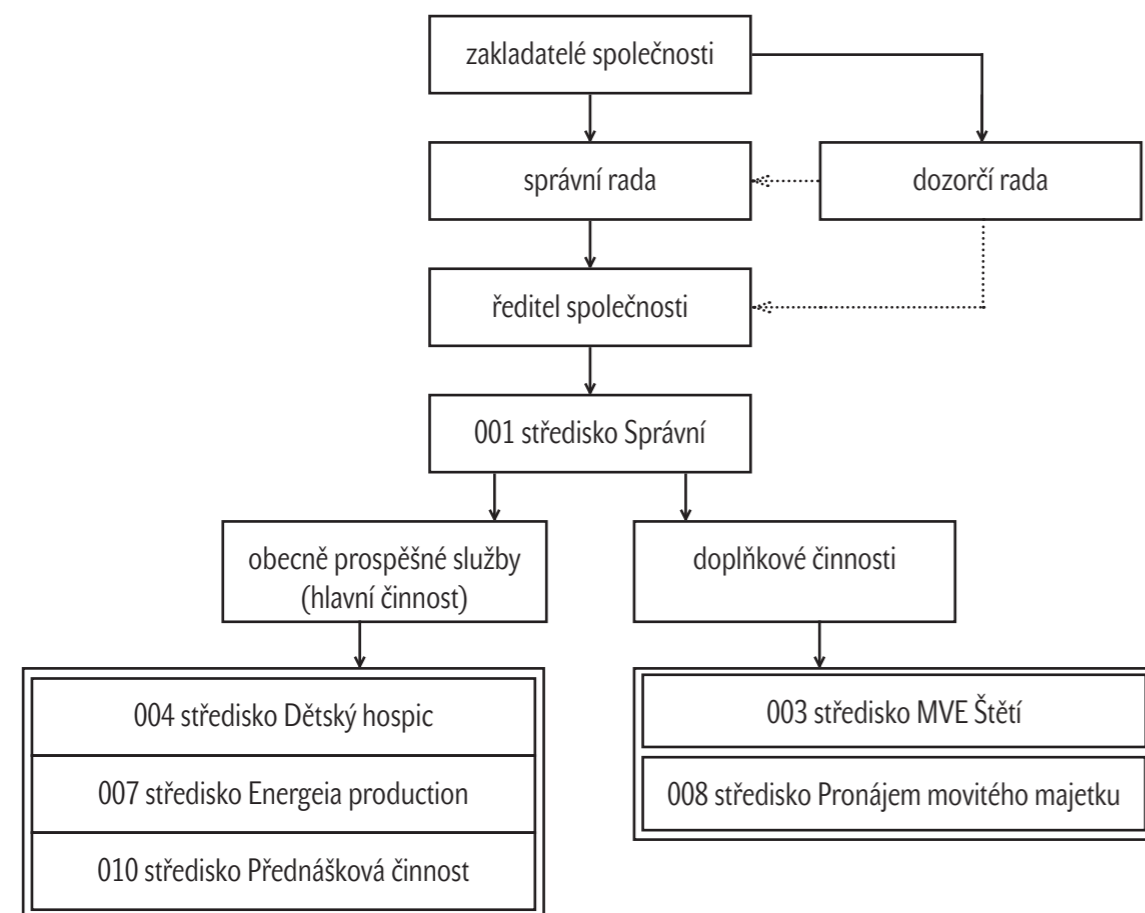 zakladatelé společnosti
správní rada
dozorčí rada
ředitel společnosti
001 středisko Správní
obecně prospěšné služby
(hlavní činnost)
doplňkové činnosti
004 středisko Dětský hospic
007 středisko Energeia production
010 středisko Přednášková činnost
003 středisko MVE Štětí
008 středisko Pronájem movitého majetku